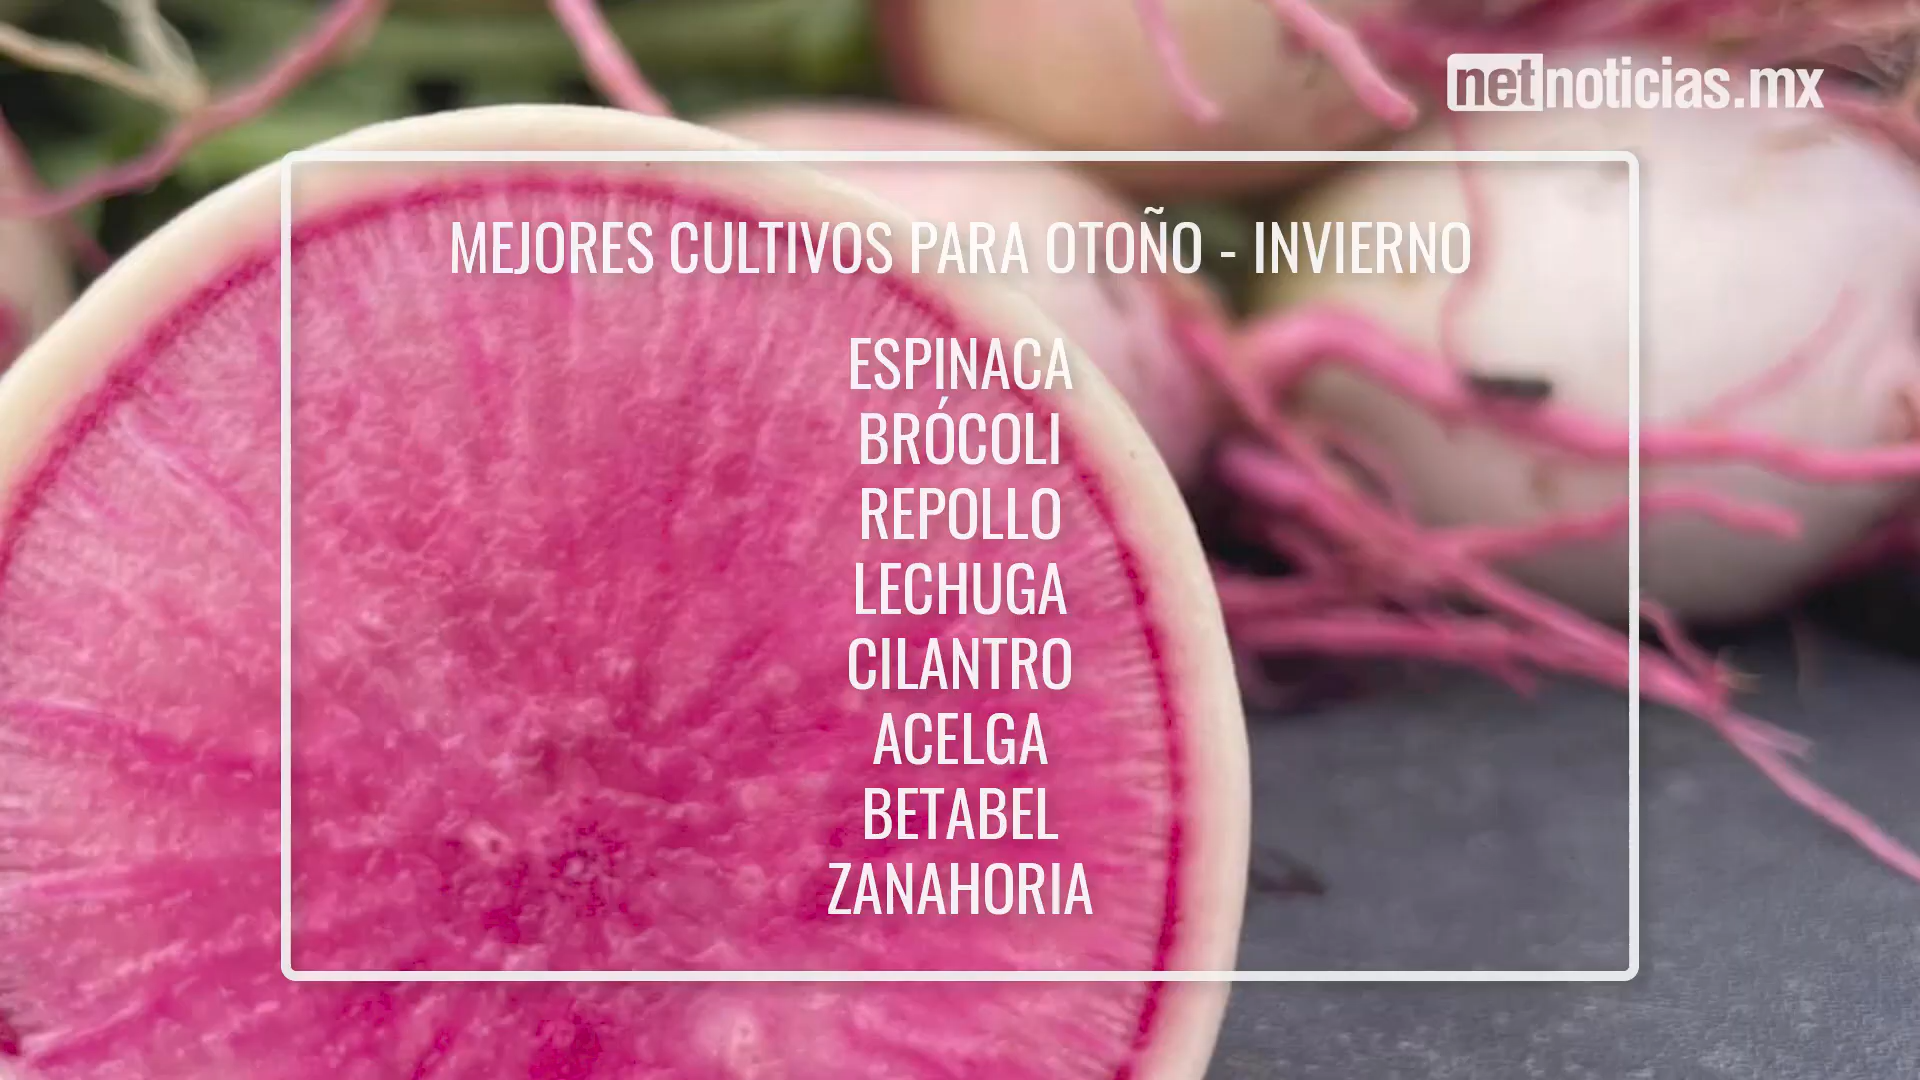 netnoticias.mx
MEJORES CULTIVOS PARA OTOÑO - INVIERNO
ESPINACA
BRÓCOLI
REPOLLO
LECHUGA
CILANTRO
ACELGA
BETABEL
ZANAHORIA